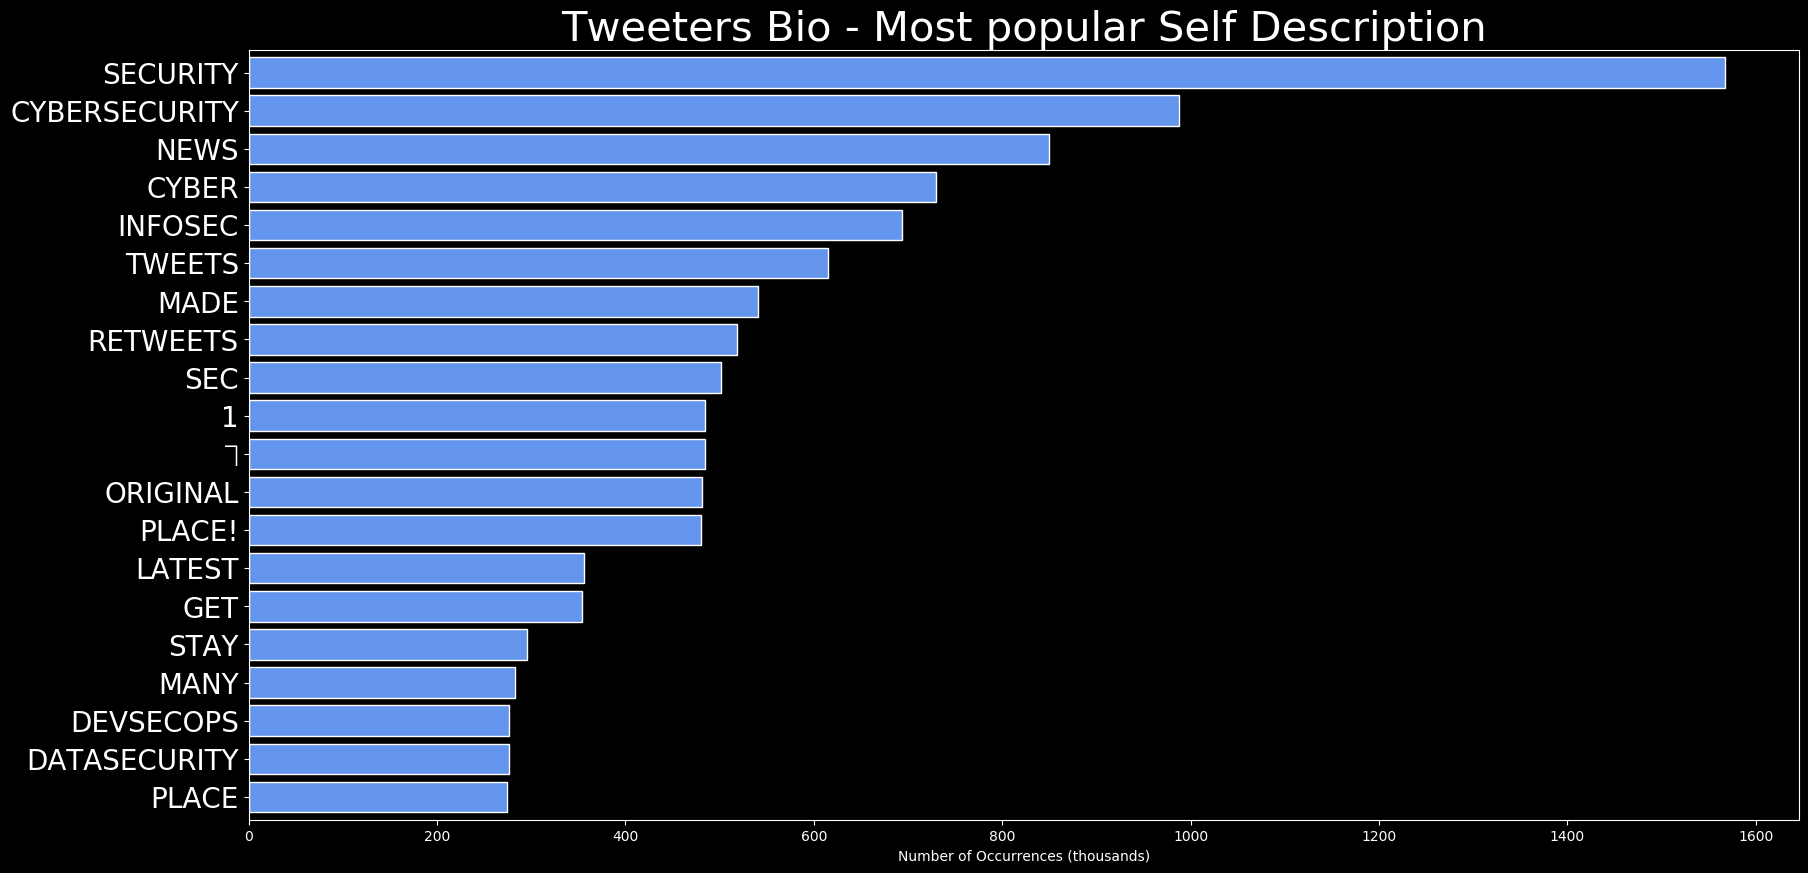 Tweeters Bio - Most popular Self Description
SECURITY
CYBERSECURITY
NEWS
CYBER
INFOSEC
TWEETS
MADE
RETWEETS
SEC
1
ORIGINAL
PLACE!
LATEST
GET
STAY
MANY
DEVSECOPS
DATASECURITY
PLACE
0 200 400 600 800 1000 1200 1400 1600
Number of Occurrences (thousands)